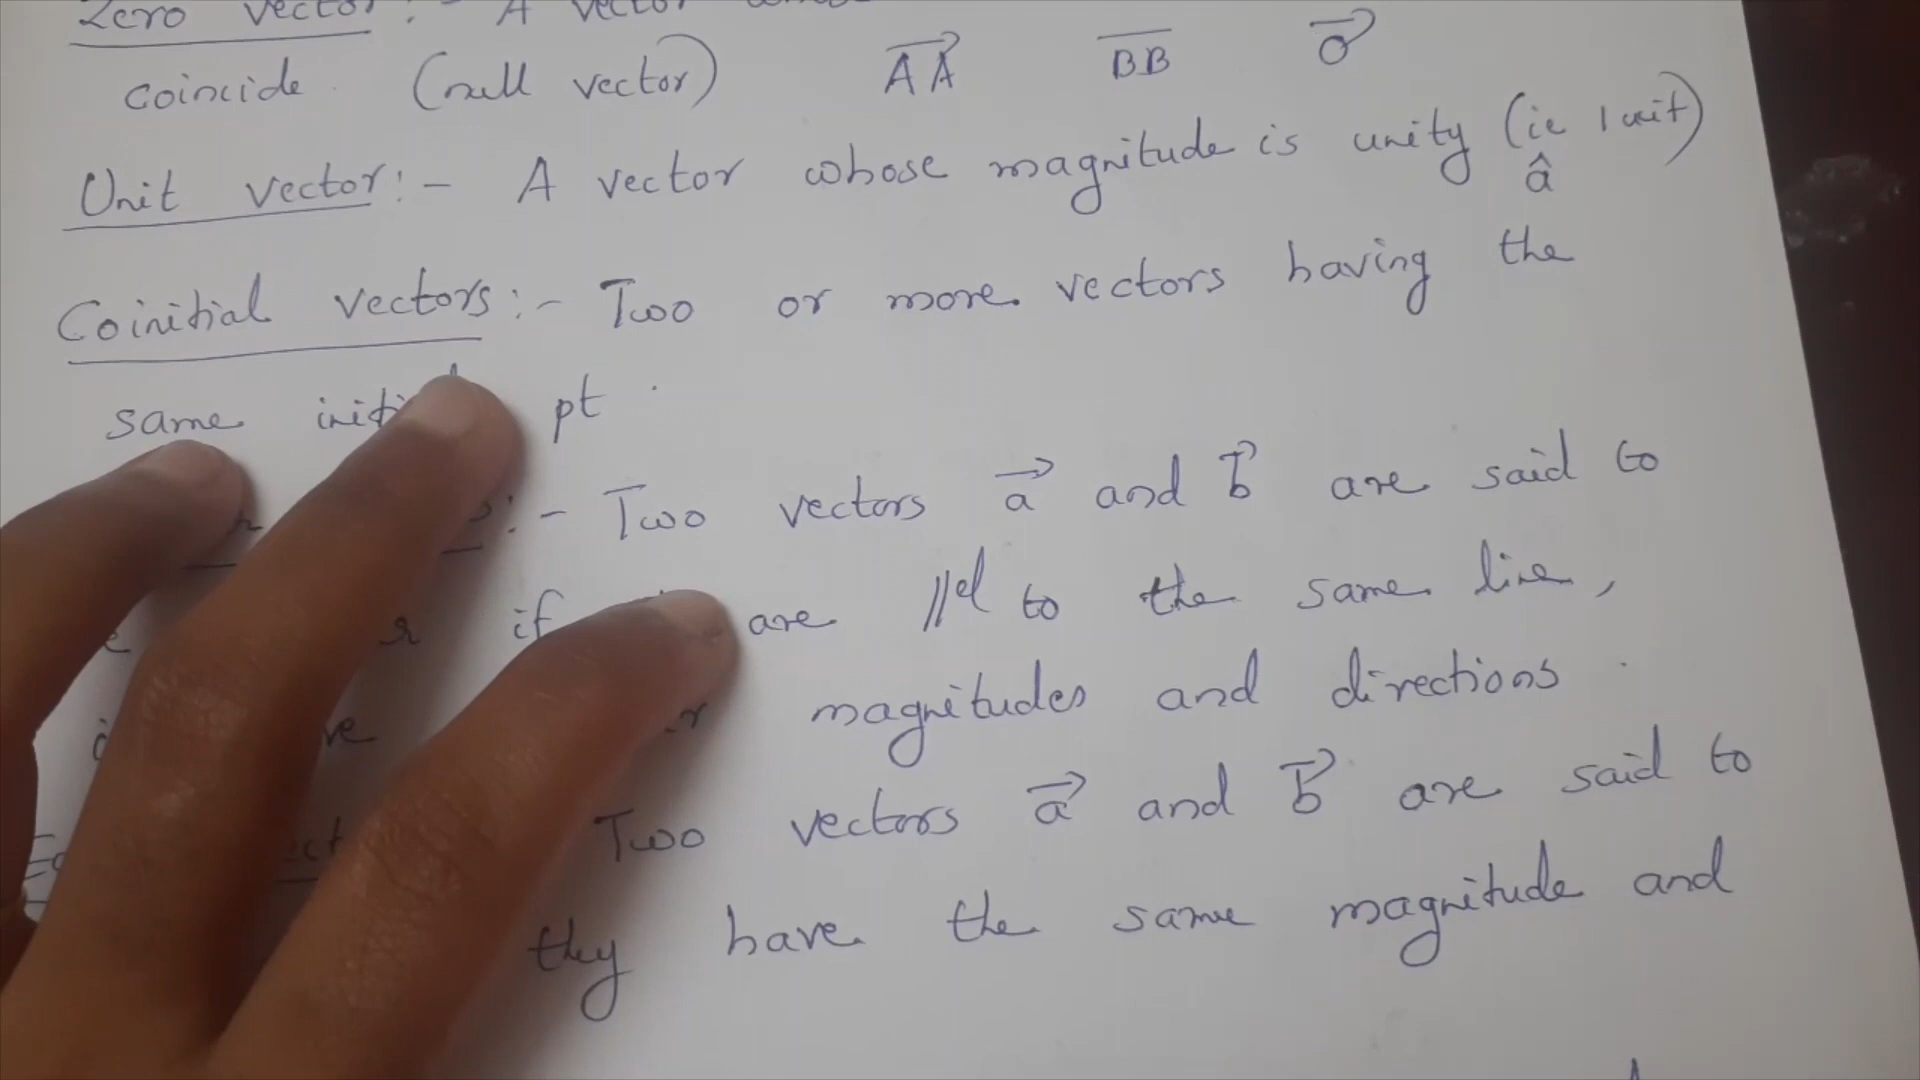 Zero vector :- A vector
coincide (null vector) AA BB O
Unit vector :- A vector whose magnitude is unity (ie 1 unit)
â
Coinitial vectors :- Two or more vectors having the
same pt.
:- Two vectors a and b are said to
if are //el to the same line,
magnitudes and directions.
Two vectors a and b are said to
they have the same magnitude and